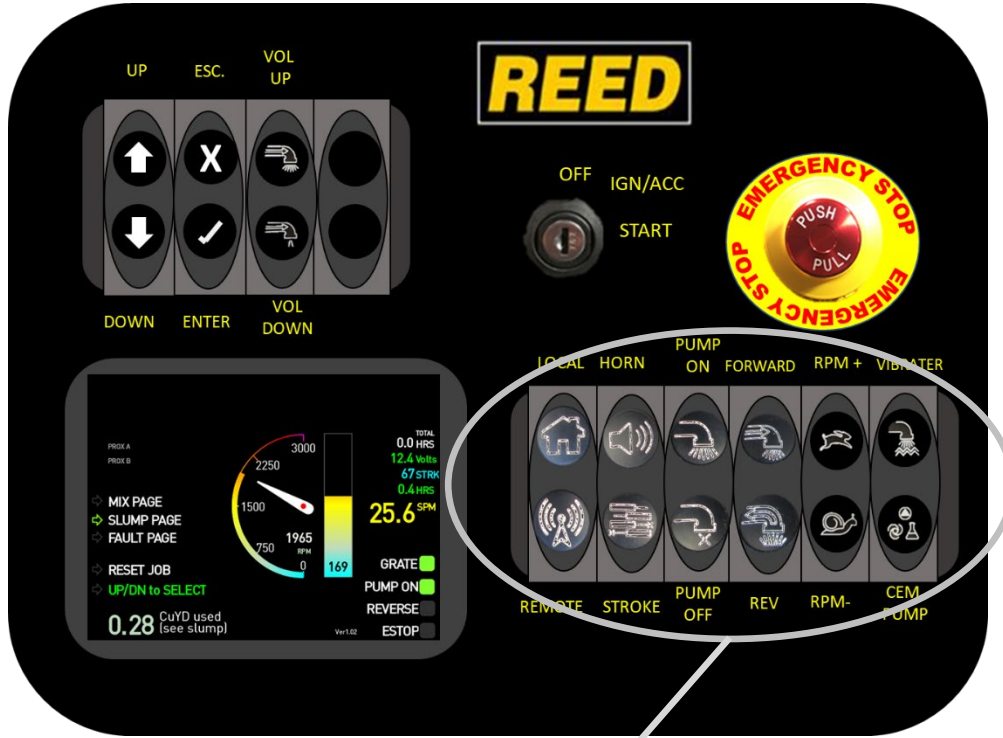 UP ESC. VOL
UP
X
DOWN ENTER VOL
DOWN
REED
OFF IGN/ACC
START
EMERGENCY STOP
PUSH
PULL
EMERGENCY STOP
LOCAL HORN PUMP
ON FORWARD RPM + VIBRATER
REMOTE STROKE PUMP
OFF REV RPM- CEM
PUMP
PROX A
PROX B
MIX PAGE
SLUMP PAGE
FAULT PAGE
RESET JOB
UP/DN to SELECT
0.28 CuYD used
(see slump)
3000
2250
1500
750
0
1965
RPM
169
TOTAL
0.0 HRS
12.4 Volts
67 STRK
0.4 HRS
25.6 SPM
GRATE
PUMP ON
REVERSE
ESTOP
Ver1.02